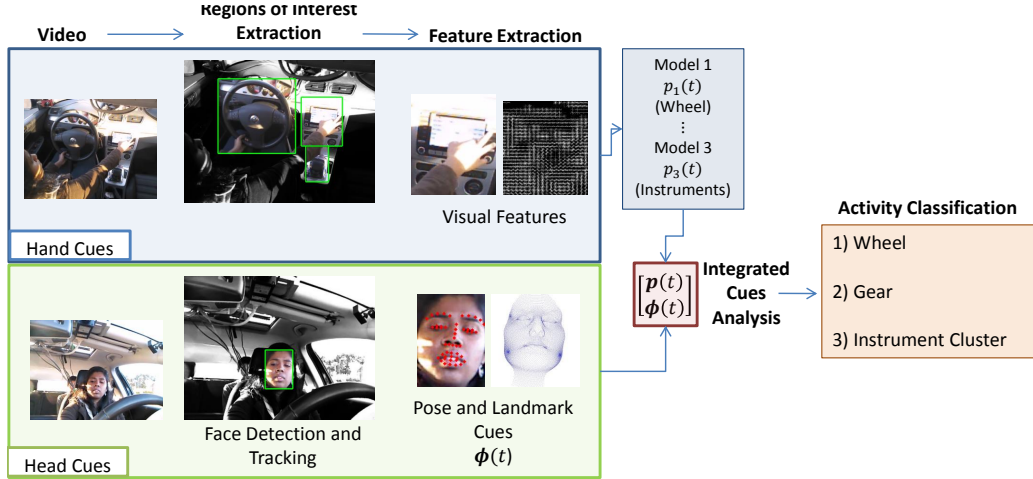 Video
Regions of Interest
Extraction
Feature Extraction
Visual Features
Hand Cues
Face Detection and
Tracking
Pose and Landmark
Cues
ϕ(t)
Head Cues
Model 1
p₁(t)
(Wheel)
⋮
Model 3
p₃(t)
(Instruments)
[p(t)
ϕ(t)]
Integrated
Cues
Analysis
Activity Classification
1) Wheel
2) Gear
3) Instrument Cluster